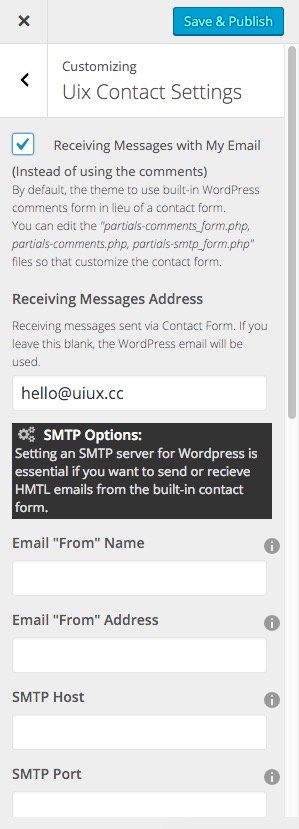 Save & Publish
Customizing
Uix Contact Settings
Receiving Messages with My Email
(Instead of using the comments)
By default, the theme to use built-in WordPress
comments form in lieu of a contact form.
You can edit the "partials-comments_form.php,
partials-comments.php, partials-smtp_form.php"
files so that customize the contact form.
Receiving Messages Address
Receiving messages sent via Contact Form. If you
leave this blank, the WordPress email will be
used.
hello@uiux.cc
SMTP Options:
Setting an SMTP server for Wordpress is
essential if you want to send or recieve
HMTL emails from the built-in contact
form.
Email "From" Name
Email "From" Address
SMTP Host
SMTP Port